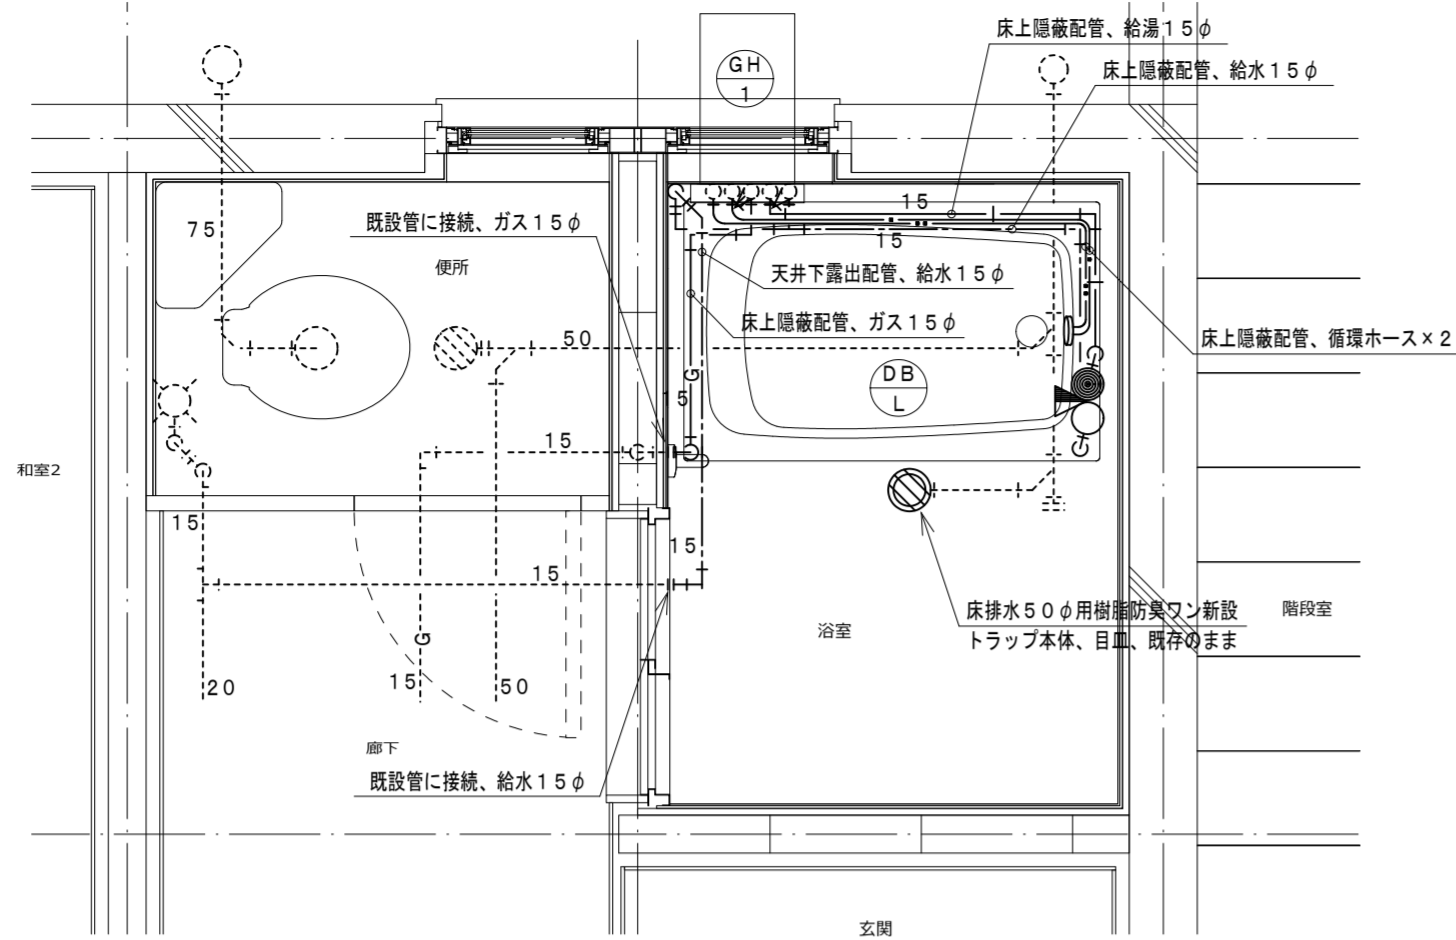 床上隠蔽配管、給湯１５φ
GH
1
床上隠蔽配管、給水１５φ
75
既設管に接続、ガス１５φ
15
15
便所
天井下露出配管、給水１５φ
床上隠蔽配管、ガス１５φ
50
床上隠蔽配管、循環ホース×２
G
DB
L
15
15
和室2
15
15
15
床排水５０φ用樹脂防臭ワン新設
トラップ本体、目皿、既存のまま
階段室
浴室
G
20
15
50
廊下
既設管に接続、給水１５φ
玄関